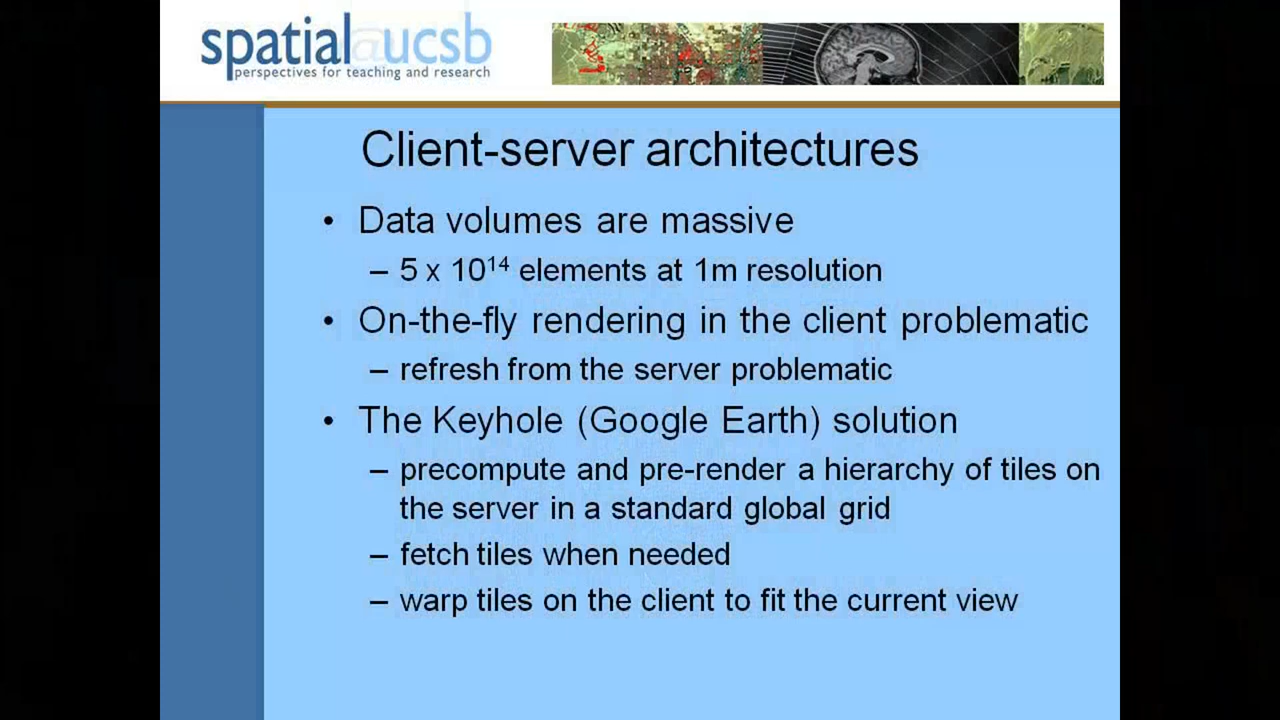 spatial@ucsb
perspectives for teaching and research
Client-server architectures
• Data volumes are massive
– 5 x 10¹⁴ elements at 1m resolution
• On-the-fly rendering in the client problematic
– refresh from the server problematic
• The Keyhole (Google Earth) solution
– precompute and pre-render a hierarchy of tiles on
the server in a standard global grid
– fetch tiles when needed
– warp tiles on the client to fit the current view